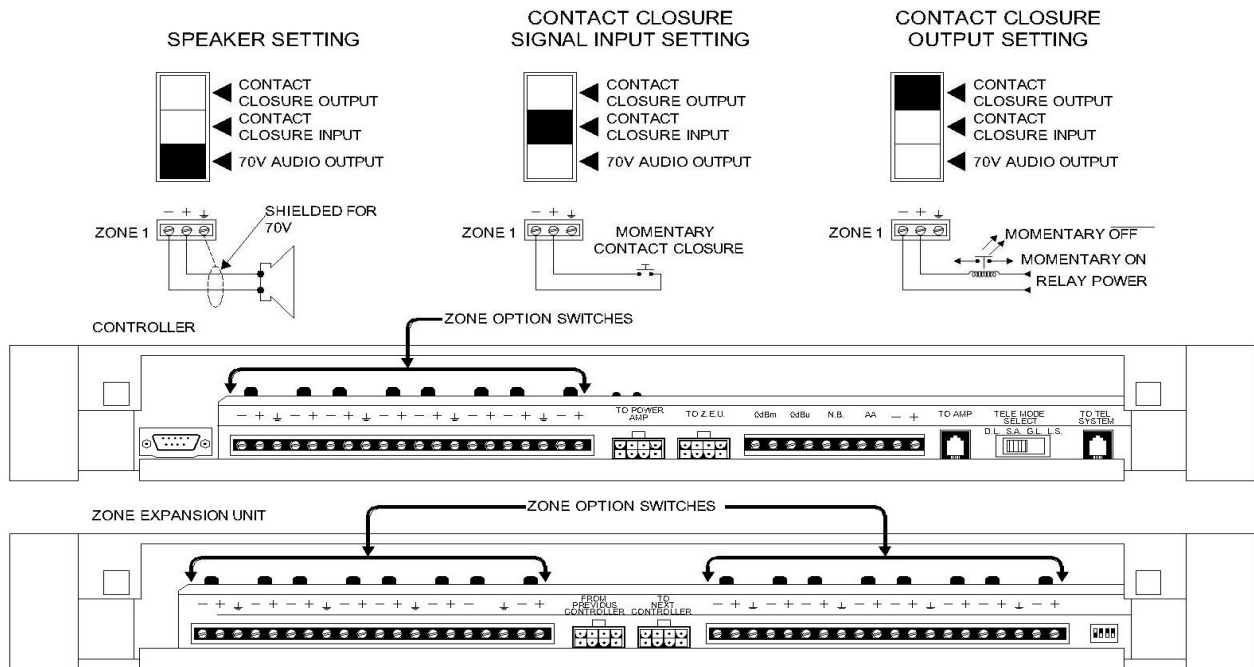 SPEAKER SETTING
CONTACT CLOSURE
SIGNAL INPUT SETTING
CONTACT CLOSURE
OUTPUT SETTING
CONTACT
CLOSURE OUTPUT
CONTACT
CLOSURE INPUT
70V AUDIO OUTPUT
CONTACT
CLOSURE OUTPUT
CONTACT
CLOSURE INPUT
70V AUDIO OUTPUT
CONTACT
CLOSURE OUTPUT
CONTACT
CLOSURE INPUT
70V AUDIO OUTPUT
− +
ZONE 1
SHIELDED FOR
70V
− +
ZONE 1
MOMENTARY
CONTACT CLOSURE
− +
ZONE 1
MOMENTARY OFF
MOMENTARY ON
RELAY POWER
CONTROLLER
ZONE OPTION SWITCHES
− + − + − + − + − + − + − + − +
TO POWER
AMP
TO Z.E.U.
0dBm 0dBu N.B. AA − +
TO AMP
TELE MODE
SELECT
D.L. S.A. G.L. L.S.
TO TEL
SYSTEM
ZONE EXPANSION UNIT
ZONE OPTION SWITCHES
− + − + − + − + − + − + − − +
FROM
PREVIOUS
CONTROLLER
TO
NEXT
CONTROLLER
− + − + − + − + − + − + − + − +